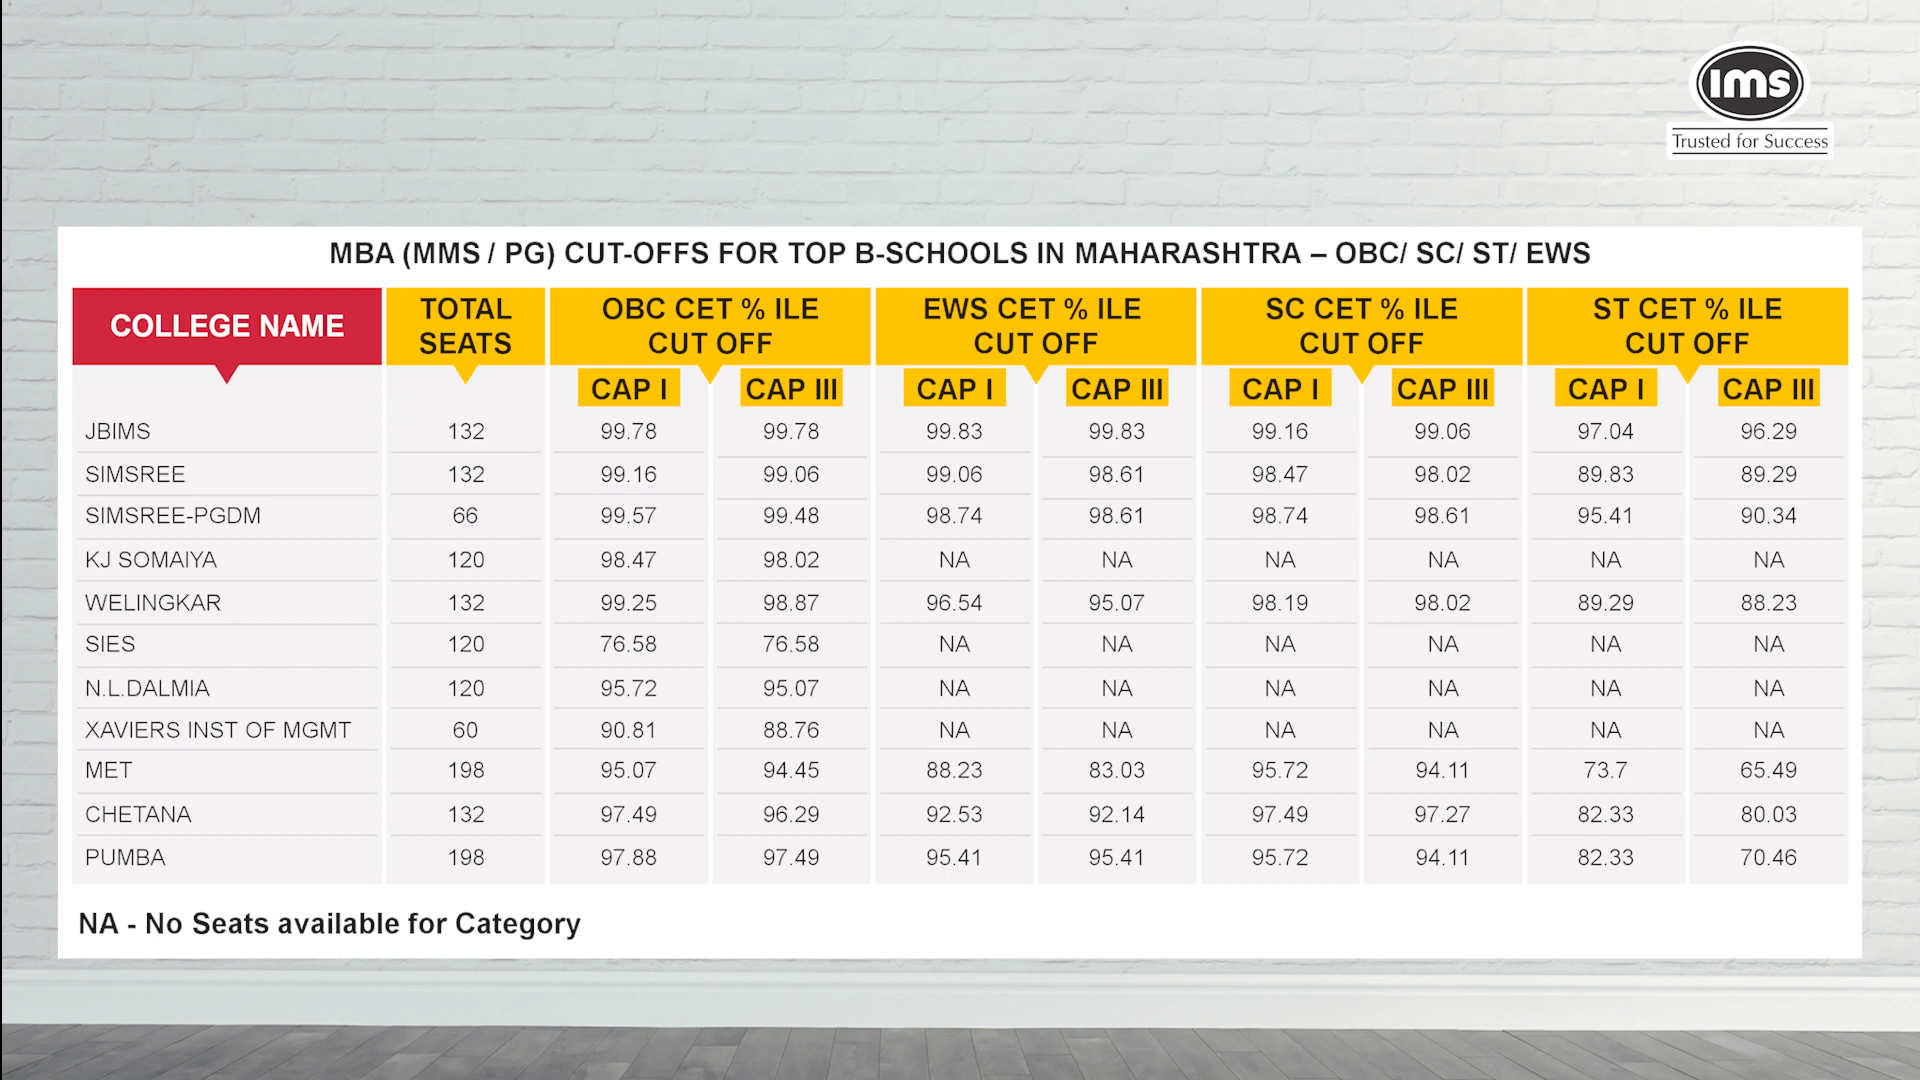 ims
Trusted for Success
MBA (MMS / PG) CUT-OFFS FOR TOP B-SCHOOLS IN MAHARASHTRA – OBC/ SC/ ST/ EWS
COLLEGE NAME TOTAL SEATS OBC CET % ILE CUT OFF EWS CET % ILE CUT OFF SC CET % ILE CUT OFF ST CET % ILE CUT OFF
CAP I CAP III CAP I CAP III CAP I CAP III CAP I CAP III
JBIMS 132 99.78 99.78 99.83 99.83 99.16 99.06 97.04 96.29
SIMSREE 132 99.16 99.06 99.06 98.61 98.47 98.02 89.83 89.29
SIMSREE-PGDM 66 99.57 99.48 98.74 98.61 98.74 98.61 95.41 90.34
KJ SOMAIYA 120 98.47 98.02 NA NA NA NA NA NA
WELINGKAR 132 99.25 98.87 96.54 95.07 98.19 98.02 89.29 88.23
SIES 120 76.58 76.58 NA NA NA NA NA NA
N.L.DALMIA 120 95.72 95.07 NA NA NA NA NA NA
XAVIERS INST OF MGMT 60 90.81 88.76 NA NA NA NA NA NA
MET 198 95.07 94.45 88.23 83.03 95.72 94.11 73.7 65.49
CHETANA 132 97.49 96.29 92.53 92.14 97.49 97.27 82.33 80.03
PUMBA 198 97.88 97.49 95.41 95.41 95.72 94.11 82.33 70.46
NA - No Seats available for Category